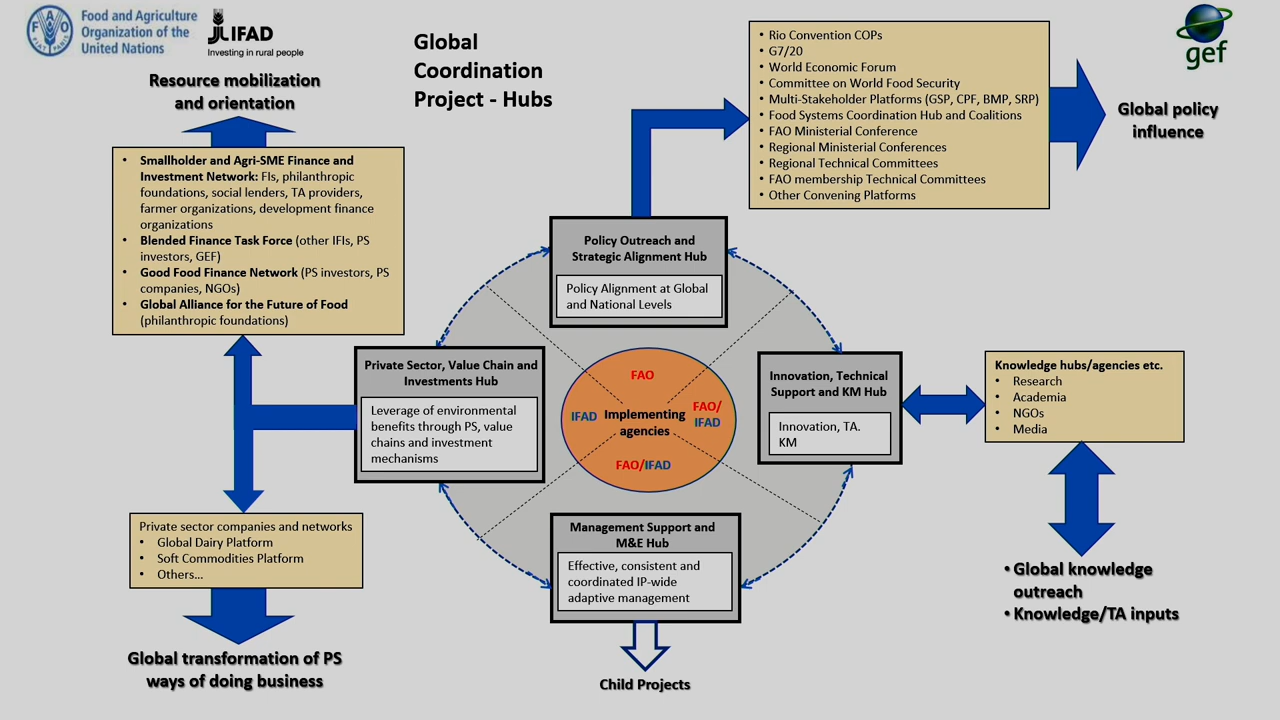 Food and Agriculture
Organization of the
United Nations
FAO
FIAT PANIS
IFAD
Investing in rural people
Global
Coordination
Project - Hubs
gef
Resource mobilization
and orientation
• Rio Convention COPs
• G7/20
• World Economic Forum
• Committee on World Food Security
• Multi-Stakeholder Platforms (GSP, CPF, BMP, SRP)
• Food Systems Coordination Hub and Coalitions
• FAO Ministerial Conference
• Regional Ministerial Conferences
• Regional Technical Committees
• FAO membership Technical Committees
• Other Convening Platforms
Global policy
influence
• Smallholder and Agri-SME Finance and
Investment Network: FIs, philanthropic
foundations, social lenders, TA providers,
farmer organizations, development finance
organizations
• Blended Finance Task Force (other IFIs, PS
investors, GEF)
• Good Food Finance Network (PS investors, PS
companies, NGOs)
• Global Alliance for the Future of Food
(philanthropic foundations)
Policy Outreach and
Strategic Alignment Hub
Policy Alignment at Global
and National Levels
Private Sector, Value Chain and
Investments Hub
Leverage of environmental
benefits through PS, value
chains and investment
mechanisms
FAO
IFAD
Implementing
agencies
FAO/
IFAD
FAO/IFAD
Innovation, Technical
Support and KM Hub
Innovation, TA.
KM
Knowledge hubs/agencies etc.
• Research
• Academia
• NGOs
• Media
Private sector companies and networks
• Global Dairy Platform
• Soft Commodities Platform
• Others...
Management Support and
M&E Hub
Effective, consistent and
coordinated IP-wide
adaptive management
• Global knowledge
outreach
• Knowledge/TA inputs
Global transformation of PS
ways of doing business
Child Projects